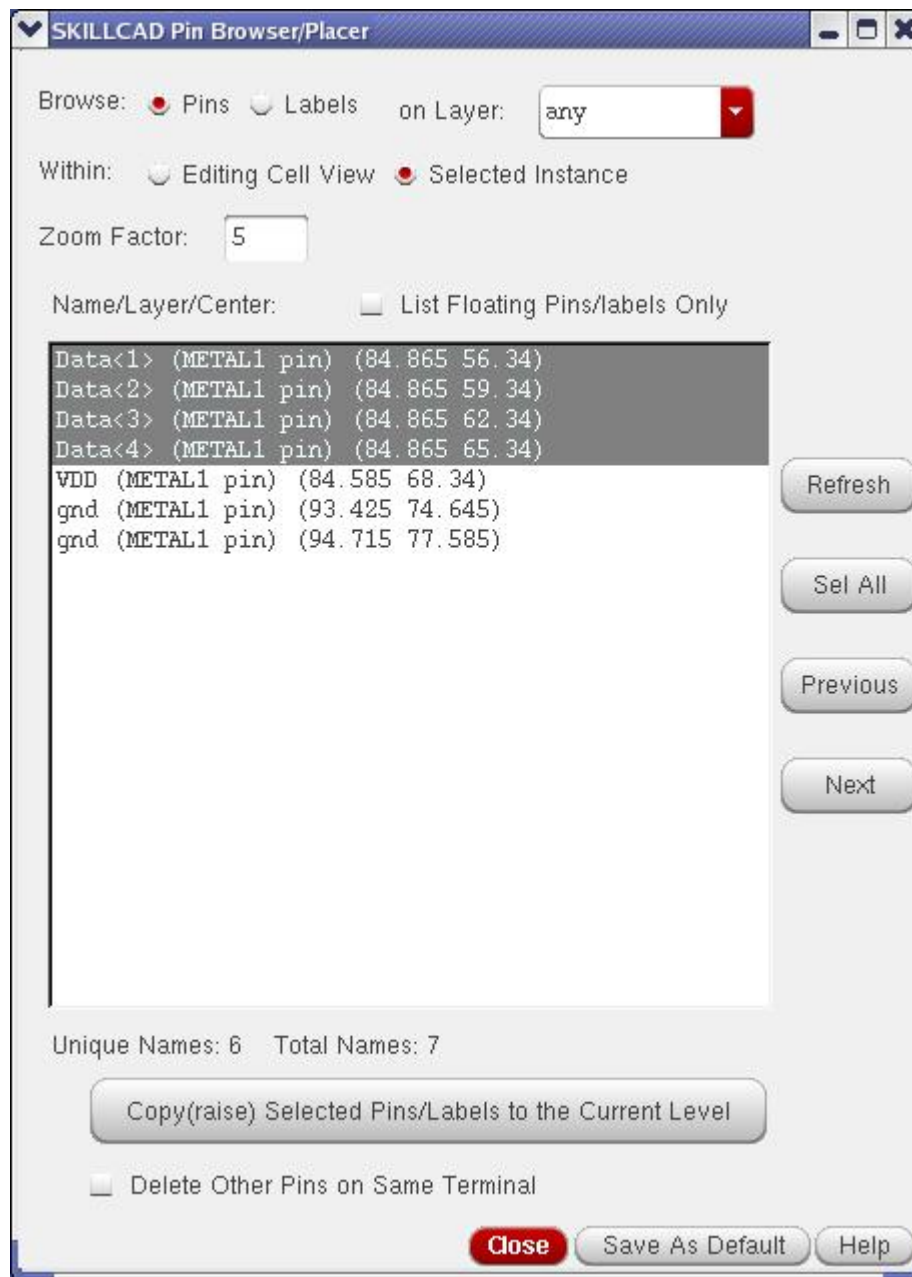 SKILLCAD Pin Browser/Placer
Browse: Pins Labels on Layer: any
Within: Editing Cell View Selected Instance
Zoom Factor: 5
Name/Layer/Center: List Floating Pins/labels Only
Data<1> (METAL1 pin) (84.865 56.34)
Data<2> (METAL1 pin) (84.865 59.34)
Data<3> (METAL1 pin) (84.865 62.34)
Data<4> (METAL1 pin) (84.865 65.34)
VDD (METAL1 pin) (84.585 68.34)
gnd (METAL1 pin) (93.425 74.645)
gnd (METAL1 pin) (94.715 77.585)
Refresh
Sel All
Previous
Next
Unique Names: 6 Total Names: 7
Copy(raise) Selected Pins/Labels to the Current Level
Delete Other Pins on Same Terminal
Close Save As Default Help